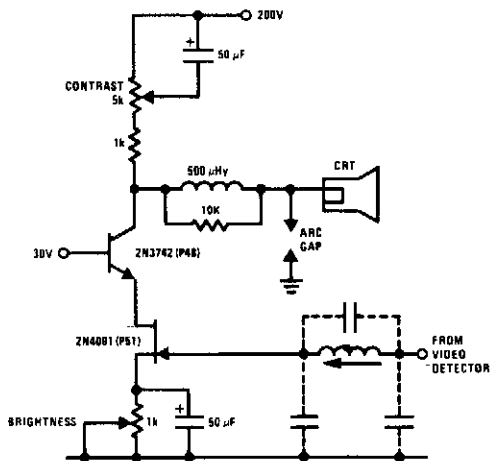 200V
50 µF
CONTRAST
5k
1k
500 µHy
CRT
10K
ARC
GAP
30V
2N3742 (P48)
2N4091 (P51)
FROM
VIDEO
DETECTOR
BRIGHTNESS
1k
50 µF